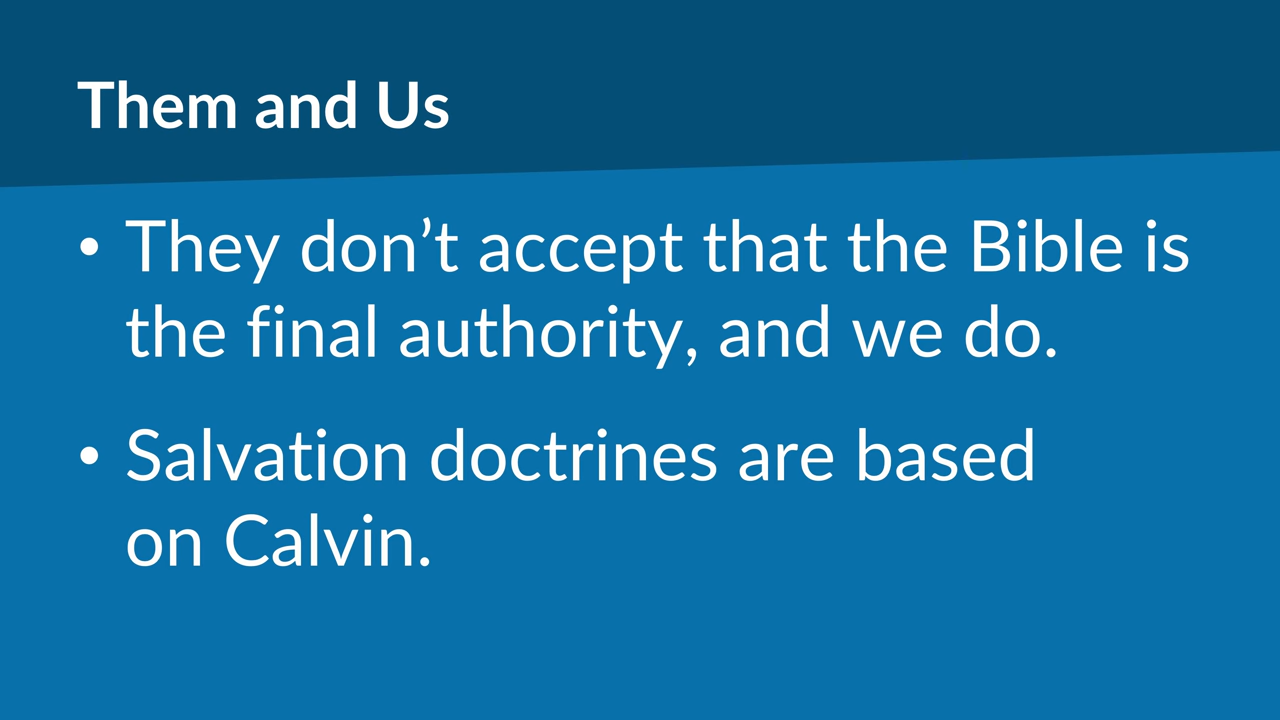 Them and Us
• They don’t accept that the Bible is
the final authority, and we do.
• Salvation doctrines are based
on Calvin.